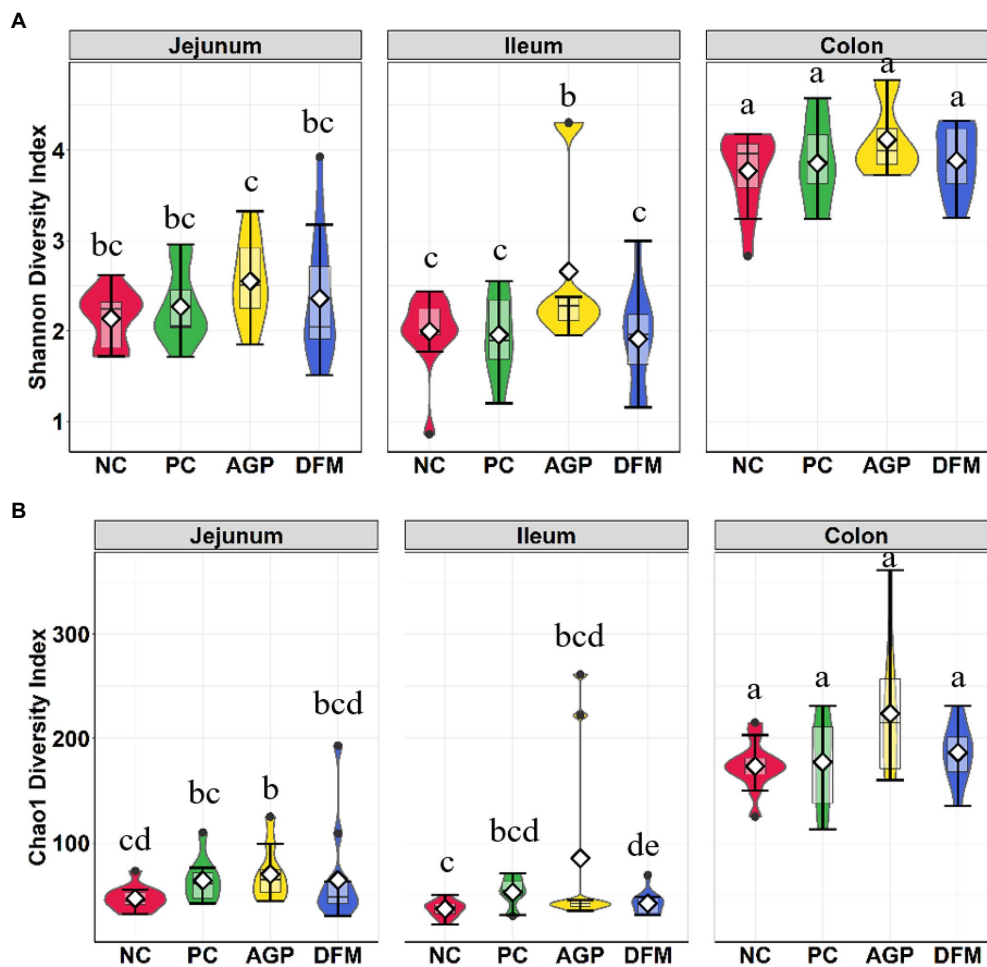 A
Jejunum Ileum Colon
Shannon Diversity Index
4
3
2
1
bc bc c bc
c c b c
a a a a
NC PC AGP DFM NC PC AGP DFM NC PC AGP DFM
B
Jejunum Ileum Colon
Chao1 Diversity Index
300
200
100
cd bc b bcd
c bcd bcd de
a a a a
NC PC AGP DFM NC PC AGP DFM NC PC AGP DFM